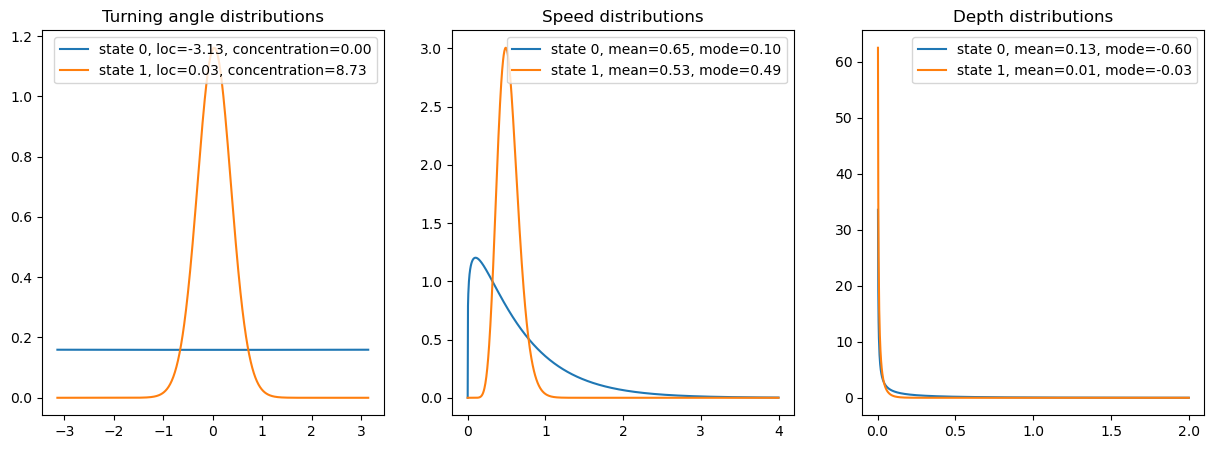 Turning angle distributions
state 0, loc=-3.13, concentration=0.00
state 1, loc=0.03, concentration=8.73
1.2
1.0
0.8
0.6
0.4
0.2
0.0
−3 −2 −1 0 1 2 3
Speed distributions
state 0, mean=0.65, mode=0.10
state 1, mean=0.53, mode=0.49
3.0
2.5
2.0
1.5
1.0
0.5
0.0
0 1 2 3 4
Depth distributions
state 0, mean=0.13, mode=-0.60
state 1, mean=0.01, mode=-0.03
60
50
40
30
20
10
0
0.0 0.5 1.0 1.5 2.0